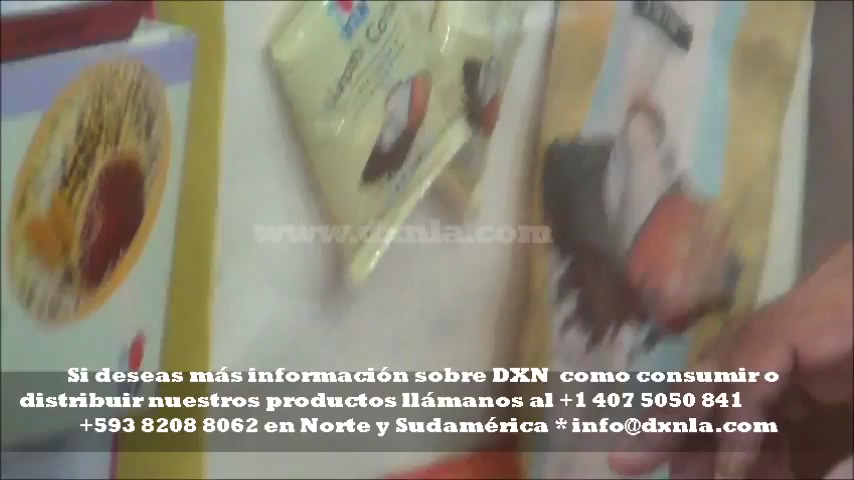 www.dxnla.com
Si deseas más información sobre DXN como consumir o
distribuir nuestros productos llámanos al +1 407 5050 841
+593 8208 8062 en Norte y Sudamérica * info@dxnla.com